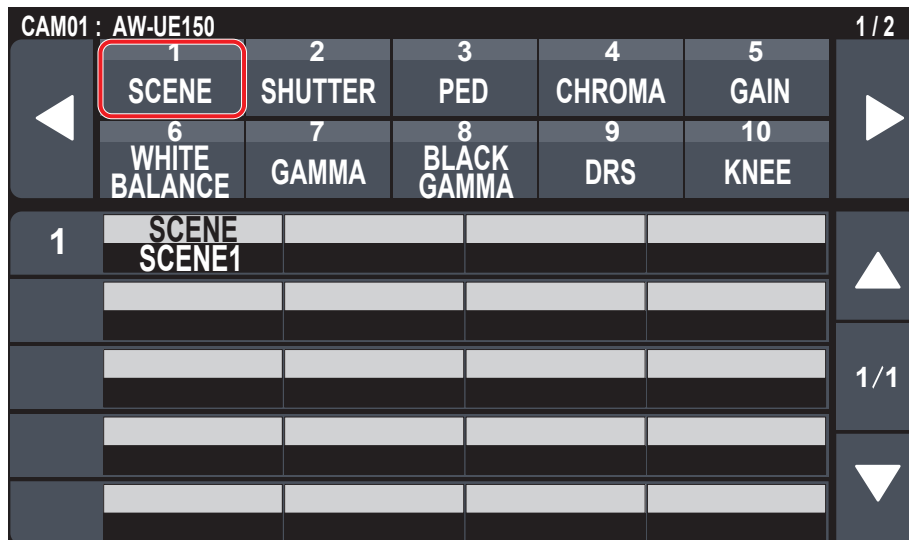 CAM01 : AW-UE150 1 / 2
1 2 3 4 5
SCENE SHUTTER PED CHROMA GAIN
6 7 8 9 10
WHITE BALANCE GAMMA BLACK GAMMA DRS KNEE
1 SCENE
SCENE1
1/1